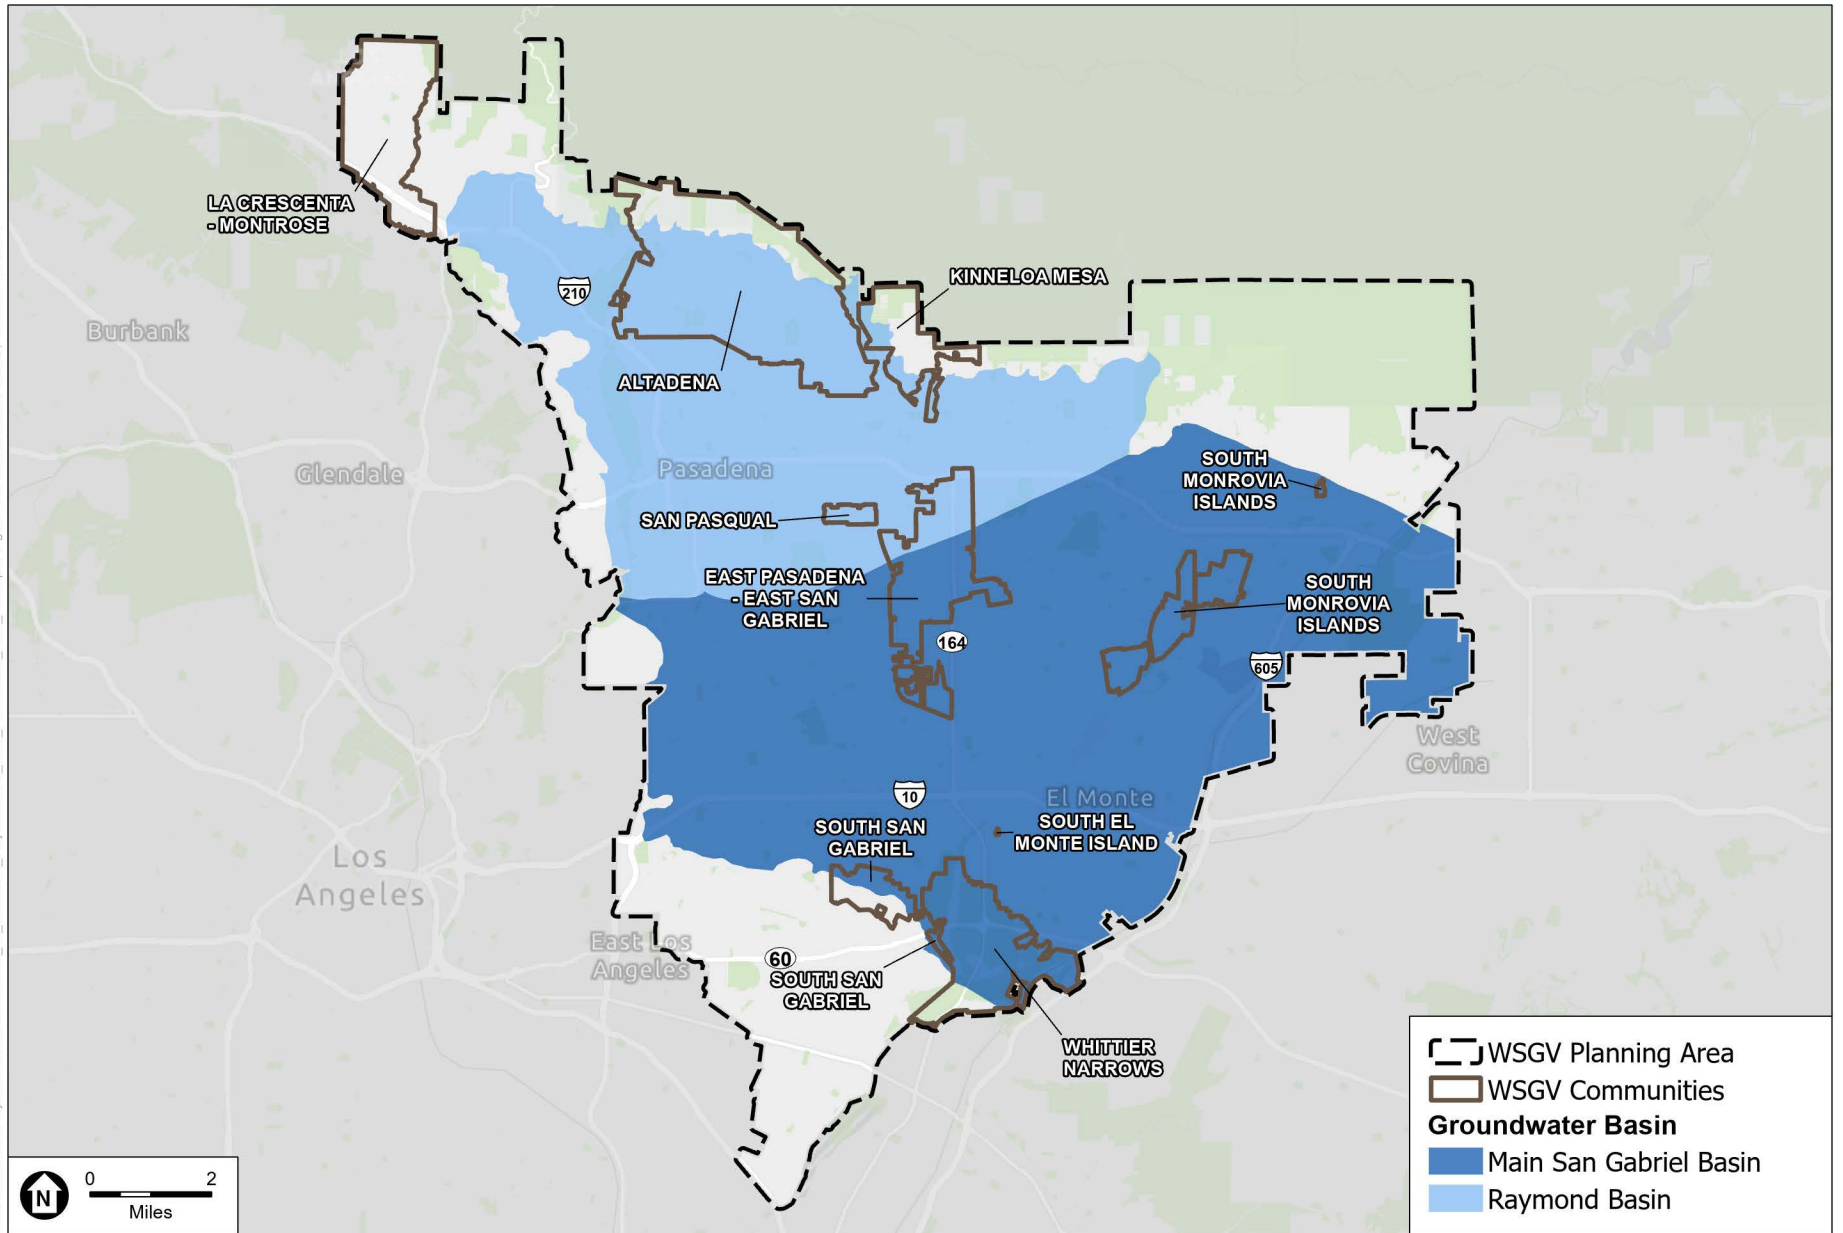 LA CRESCENTA
- MONTROSE
210
KINNELOA MESA
Burbank
ALTADENA
Glendale
Pasadena
SOUTH
MONROVIA
ISLANDS
SAN PASQUAL
EAST PASADENA
- EAST SAN
GABRIEL
SOUTH
MONROVIA
ISLANDS
164
605
West
Covina
10
El Monte
SOUTH EL
MONTE ISLAND
SOUTH SAN
GABRIEL
Los
Angeles
East Los
Angeles
60
SOUTH SAN
GABRIEL
WHITTIER
NARROWS
WSGV Planning Area
WSGV Communities
Groundwater Basin
Main San Gabriel Basin
Raymond Basin
N
0 2
Miles